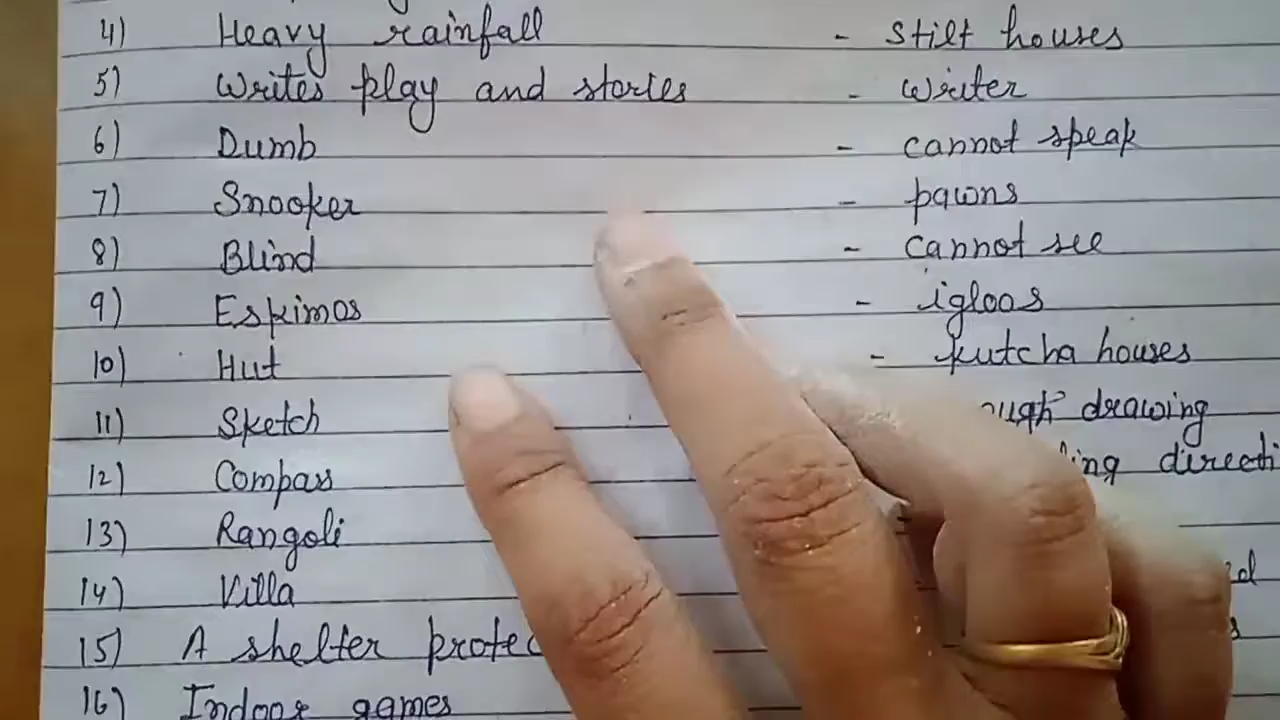 4) Heavy rainfall - stilt houses
5) Writes play and stories - writer
6) Dumb - cannot speak
7) Snooker - pawns
8) Blind - cannot see
9) Eskimos - igloos
10) Hut - kutcha houses
11) Sketch drawing
12) Compass
13) Rangoli
14) Villa
15) A shelter
16) Indoor games